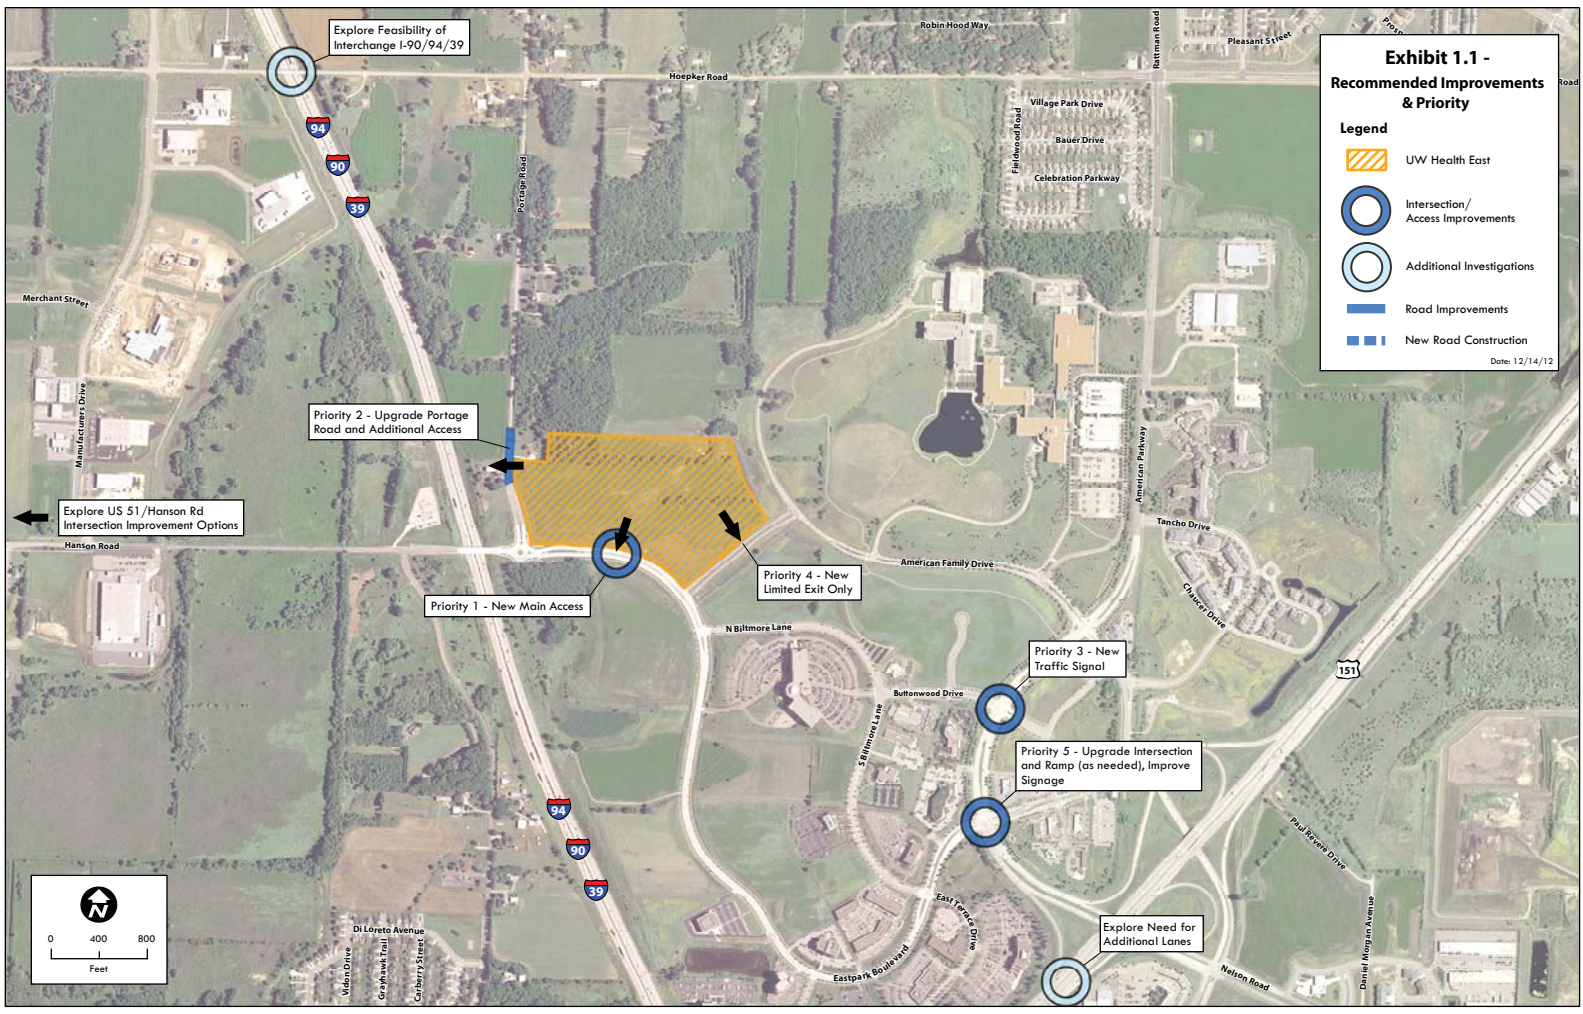 Explore Feasibility of
Interchange I-90/94/39
Robin Hood Way
Rattman Road
Pleasant Street
Prosp
Hoepker Road
Road
Exhibit 1.1 -
Recommended Improvements
& Priority
Legend
UW Health East
Intersection/
Access Improvements
Additional Investigations
Road Improvements
New Road Construction
Date: 12/14/12
94
90
39
Portage Road
Fieldwood Road
Village Park Drive
Bauer Drive
Celebration Parkway
Merchant Street
Manufacturers Drive
Priority 2 - Upgrade Portage
Road and Additional Access
American Parkway
Explore US 51/Hanson Rd
Intersection Improvement Options
Hanson Road
Tancho Drive
American Family Drive
Priority 4 - New
Limited Exit Only
Priority 1 - New Main Access
Chaucer Drive
N Biltmore Lane
Priority 3 - New
Traffic Signal
151
Buttonwood Drive
S Biltmore Lane
Priority 5 - Upgrade Intersection
and Ramp (as needed), Improve
Signage
94
90
39
Paul Revere Drive
N
0 400 800
Feet
Di Loreto Avenue
Vidon Drive
Grayhawk Trail
Carberry Street
East Terrace Drive
Eastpark Boulevard
Explore Need for
Additional Lanes
Nelson Road
Daniel Morgan Avenue